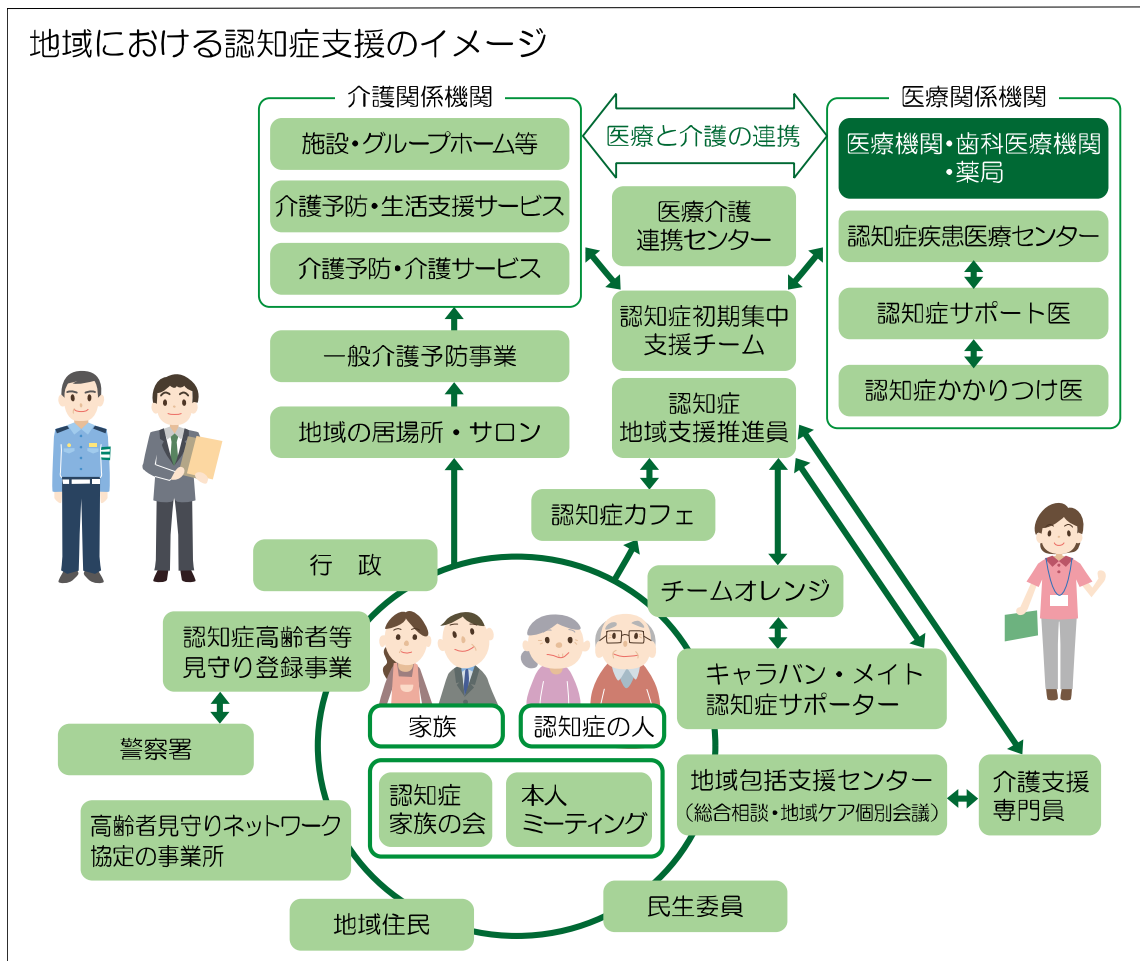 地域における認知症支援のイメージ
介護関係機関
施設・グループホーム等
介護予防・生活支援サービス
介護予防・介護サービス
医療と介護の連携
医療関係機関
医療機関・歯科医療機関
・薬局
認知症疾患医療センター
認知症サポート医
認知症かかりつけ医
医療介護
連携センター
認知症初期集中
支援チーム
認知症
地域支援推進員
一般介護予防事業
地域の居場所・サロン
認知症カフェ
チームオレンジ
行　政
認知症高齢者等
見守り登録事業
キャラバン・メイト
認知症サポーター
家族
認知症の人
警察署
認知症
家族の会
本人
ミーティング
地域包括支援センター
（総合相談・地域ケア個別会議）
介護支援
専門員
高齢者見守りネットワーク
協定の事業所
地域住民
民生委員